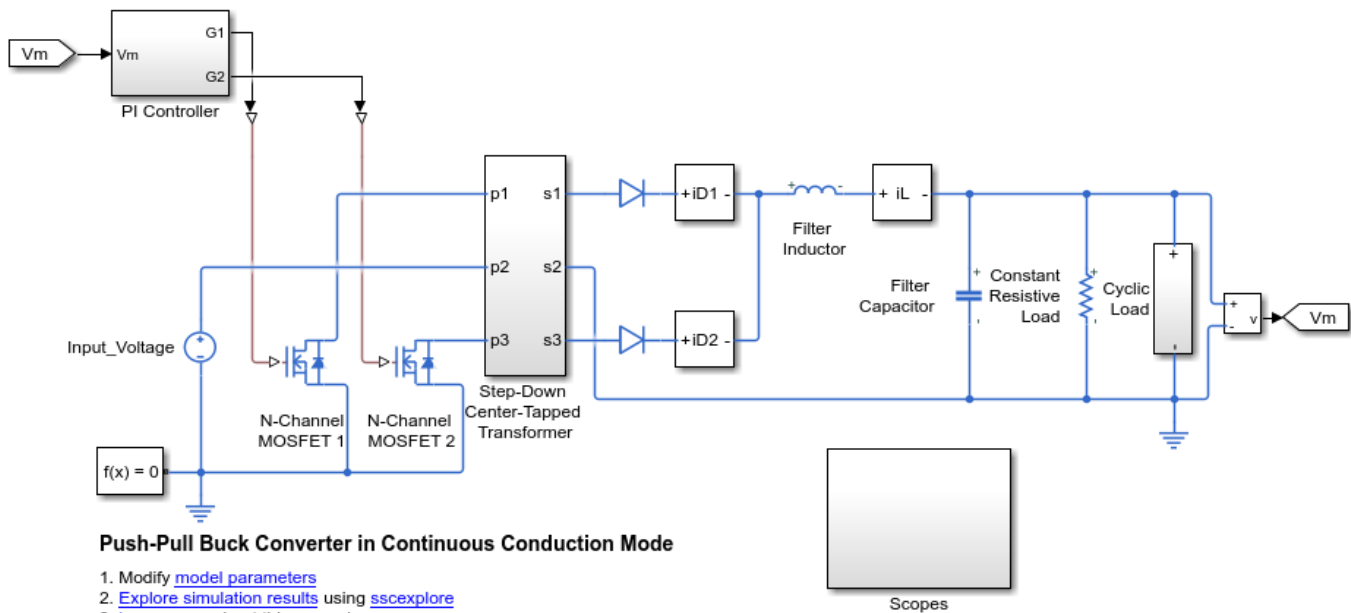 Vm
Vm
G1
G2
PI Controller
p1
p2
p3
s1
s2
s3
Step-Down
Center-Tapped
Transformer
+iD1 -
+iD2 -
+ -
Filter
Inductor
+ iL -
+
-
Filter
Capacitor
+
-
Constant
Resistive
Load
+
-
Cyclic
Load
+
-
v
Vm
Input_Voltage
+
-
N-Channel
MOSFET 1
N-Channel
MOSFET 2
f(x) = 0
Push-Pull Buck Converter in Continuous Conduction Mode
1. Modify model parameters
2. Explore simulation results using sscexplore
Scopes